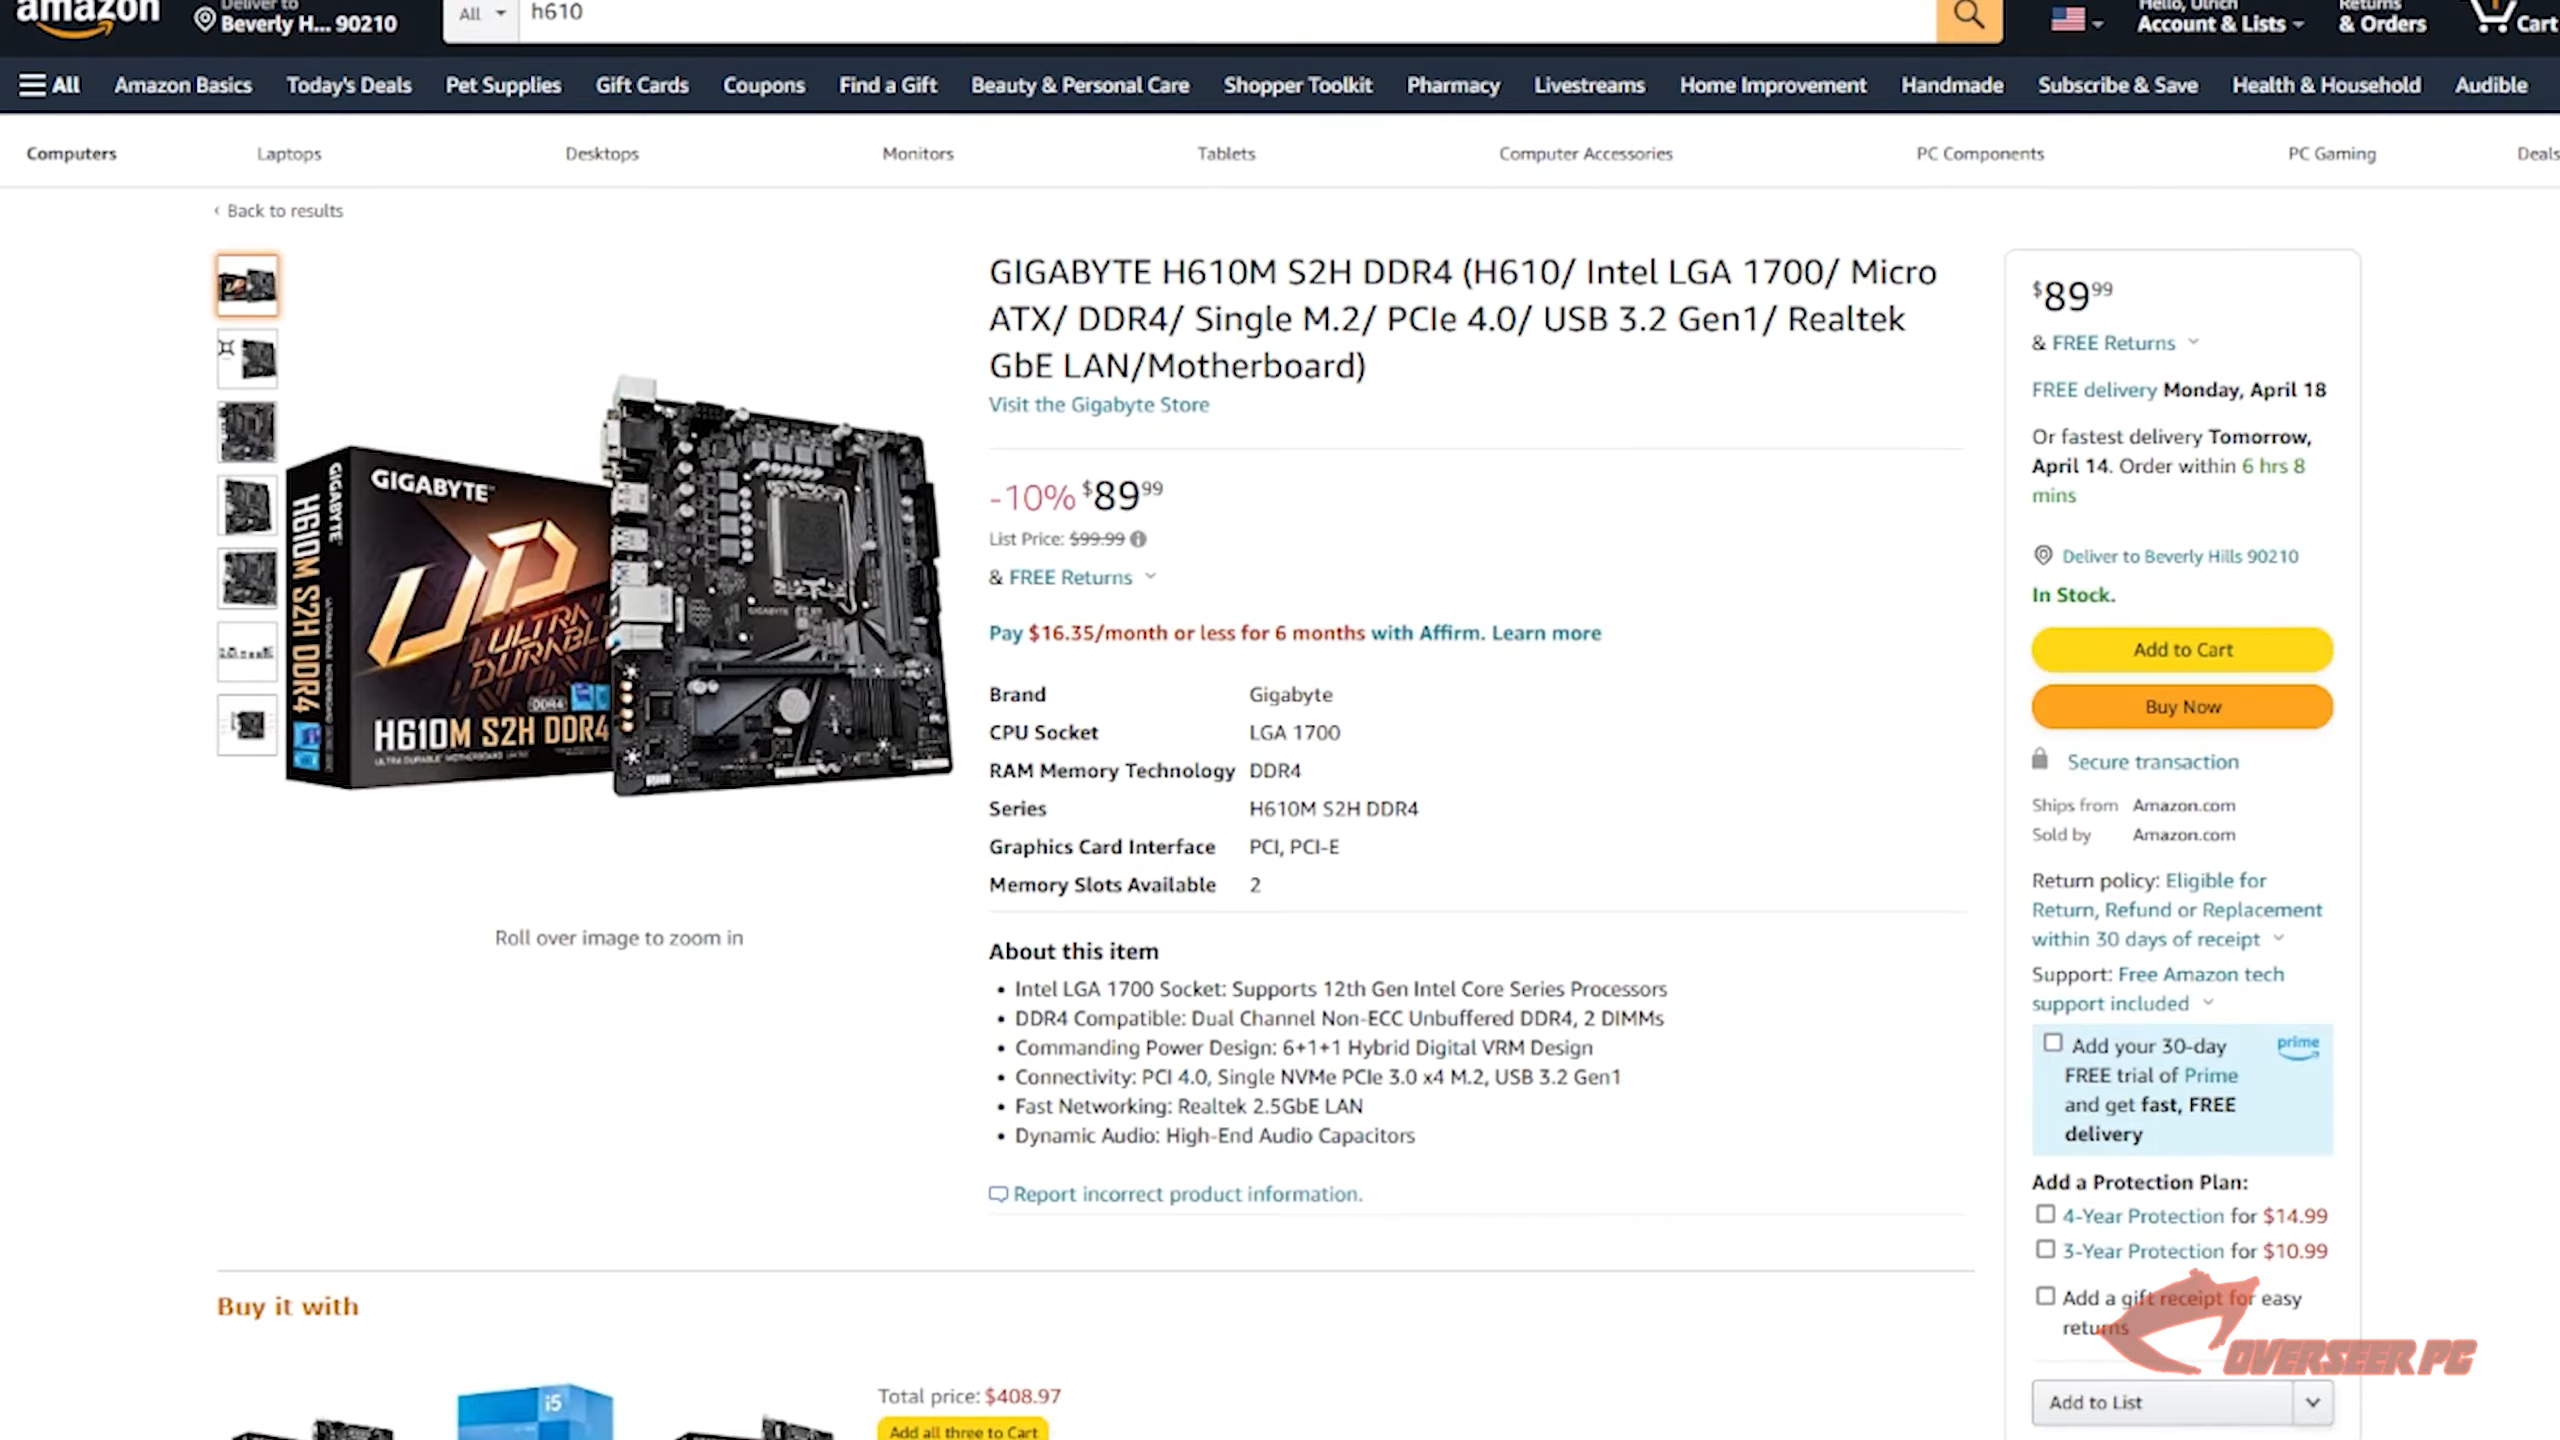 amazon
Deliver to
Beverly H... 90210
All
h610
Hello, Ulrich
Account & Lists
Returns
& Orders
Cart
All
Amazon Basics
Today's Deals
Pet Supplies
Gift Cards
Coupons
Find a Gift
Beauty & Personal Care
Shopper Toolkit
Pharmacy
Livestreams
Home Improvement
Handmade
Subscribe & Save
Health & Household
Audible
Computers
Laptops
Desktops
Monitors
Tablets
Computer Accessories
PC Components
PC Gaming
Deals
‹ Back to results
GIGABYTE
H610M S2H DDR4
GIGABYTE
UD
ULTRA
DURABL
DDR4
H610M S2H DDR4
Roll over image to zoom in
GIGABYTE H610M S2H DDR4 (H610/ Intel LGA 1700/ Micro
ATX/ DDR4/ Single M.2/ PCIe 4.0/ USB 3.2 Gen1/ Realtek
GbE LAN/Motherboard)
Visit the Gigabyte Store
-10% $89 99
List Price: $99.99
& FREE Returns
Pay $16.35/month or less for 6 months with Affirm. Learn more
Brand Gigabyte
CPU Socket LGA 1700
RAM Memory Technology DDR4
Series H610M S2H DDR4
Graphics Card Interface PCI, PCI-E
Memory Slots Available 2
About this item
• Intel LGA 1700 Socket: Supports 12th Gen Intel Core Series Processors
• DDR4 Compatible: Dual Channel Non-ECC Unbuffered DDR4, 2 DIMMs
• Commanding Power Design: 6+1+1 Hybrid Digital VRM Design
• Connectivity: PCI 4.0, Single NVMe PCIe 3.0 x4 M.2, USB 3.2 Gen1
• Fast Networking: Realtek 2.5GbE LAN
• Dynamic Audio: High-End Audio Capacitors
Report incorrect product information.
$89 99
& FREE Returns
FREE delivery Monday, April 18
Or fastest delivery Tomorrow,
April 14. Order within 6 hrs 8
mins
Deliver to Beverly Hills 90210
In Stock.
Add to Cart
Buy Now
Secure transaction
Ships from Amazon.com
Sold by Amazon.com
Return policy: Eligible for
Return, Refund or Replacement
within 30 days of receipt
Support: Free Amazon tech
support included
Add your 30-day
prime
FREE trial of Prime
and get fast, FREE
delivery
Add a Protection Plan:
4-Year Protection for $14.99
3-Year Protection for $10.99
Add a gift receipt for easy
returns
OVERSEER PC
Add to List
Buy it with
i5
Total price: $408.97
Add all three to Cart